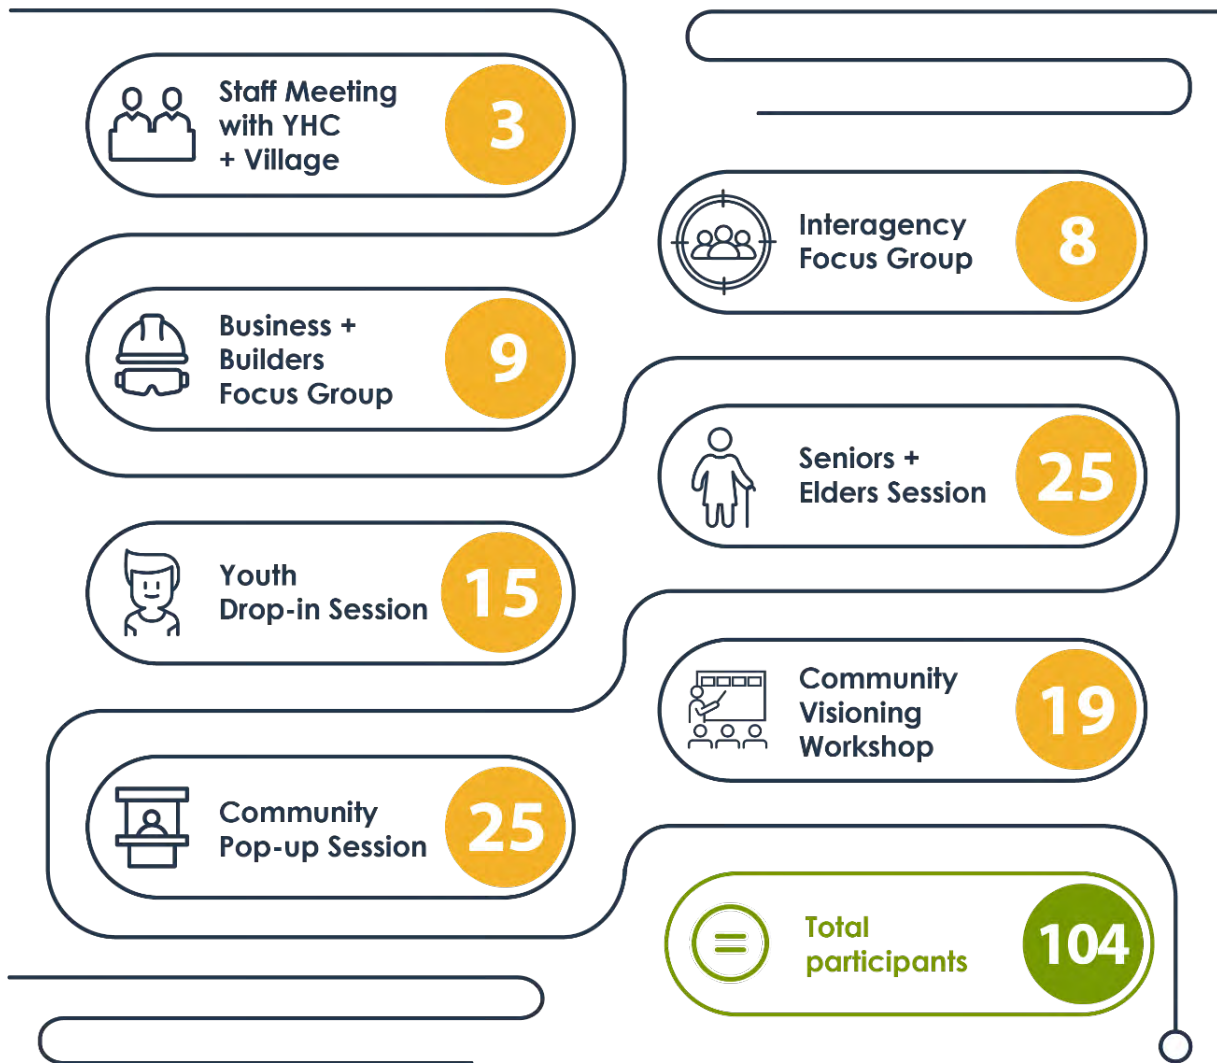 Staff Meeting
with YHC
+ Village
3
Interagency
Focus Group
8
Business +
Builders
Focus Group
9
Seniors +
Elders Session
25
Youth
Drop-in Session
15
Community
Visioning
Workshop
19
Community
Pop-up Session
25
=
Total
participants
104